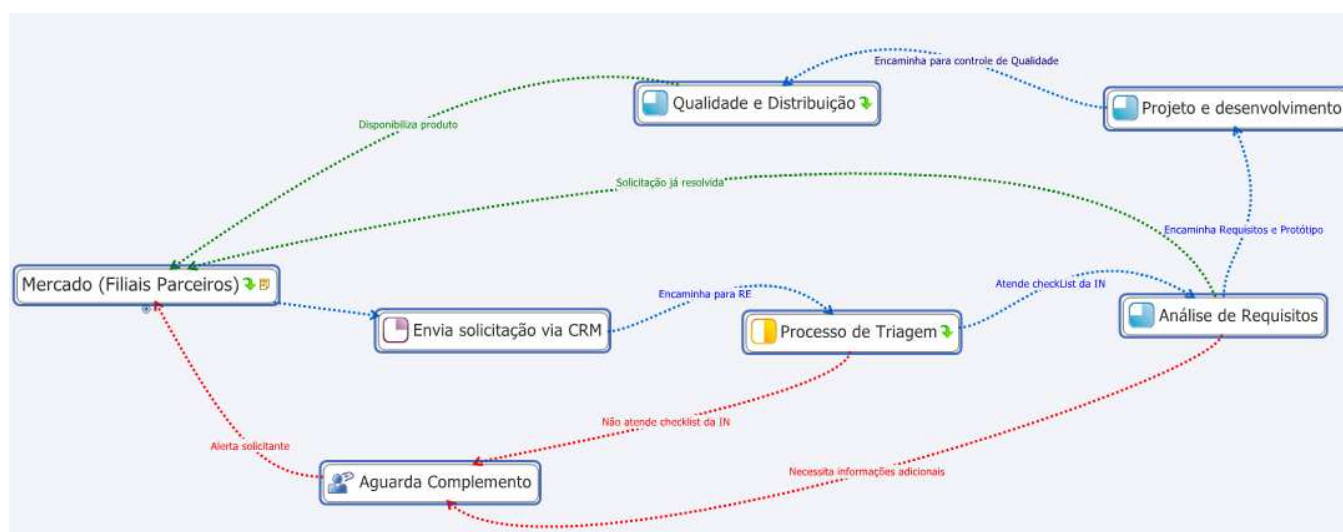 Encaminha para controle de Qualidade
Qualidade e Distribuição
Projeto e desenvolvimento
Disponibiliza produto
Solicitação já resolvida
Encaminha Requisitos e Protótipo
Mercado (Filiais Parceiros)
Atende checkList da IN
Encaminha para RE
Envia solicitação via CRM
Processo de Triagem
Análise de Requisitos
Não atende checklist da IN
Alerta solicitante
Necessita informações adicionais
Aguarda Complemento